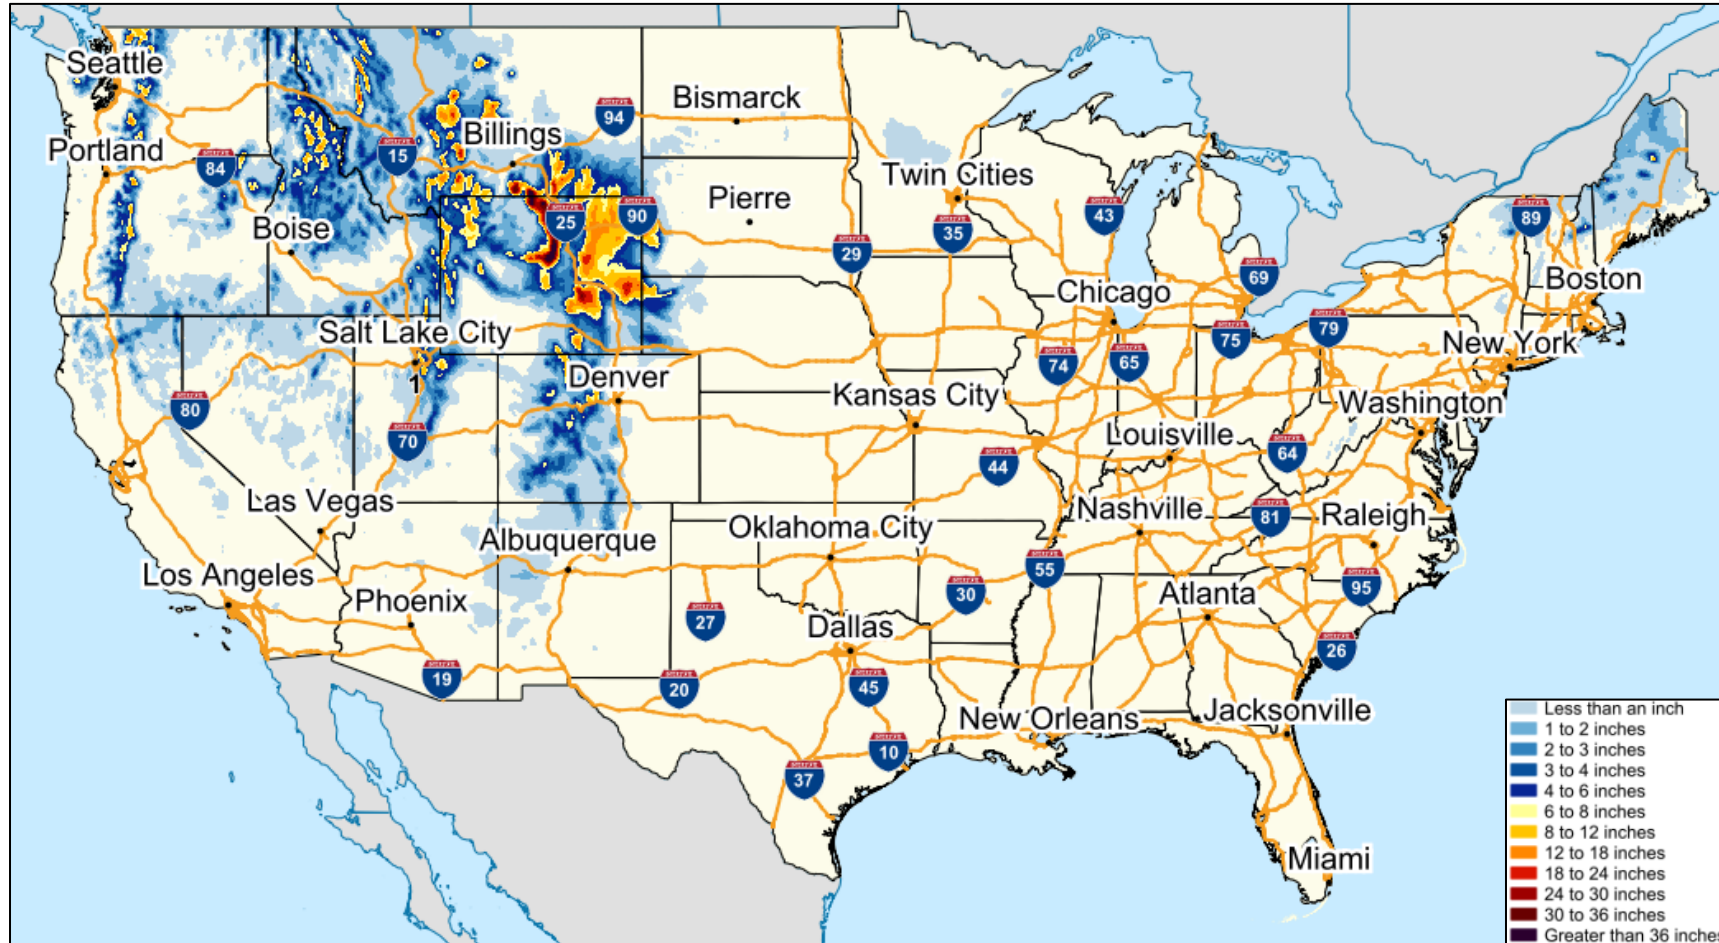 Seattle
Bismarck
94
Billings
Portland
15
84
Twin Cities
Pierre
43
89
25
90
Boise
35
29
69
Boston
Chicago
Salt Lake City
79
75
New York
74
65
1
Denver
Kansas City
80
Washington
70
Louisville
64
44
Las Vegas
Nashville
81
Raleigh
Oklahoma City
Albuquerque
Los Angeles
55
95
Phoenix
30
Atlanta
27
Dallas
26
19
20
45
New Orleans
Jacksonville
10
37
Miami
Less than an inch
1 to 2 inches
2 to 3 inches
3 to 4 inches
4 to 6 inches
6 to 8 inches
8 to 12 inches
12 to 18 inches
18 to 24 inches
24 to 30 inches
30 to 36 inches
Greater than 36 inches